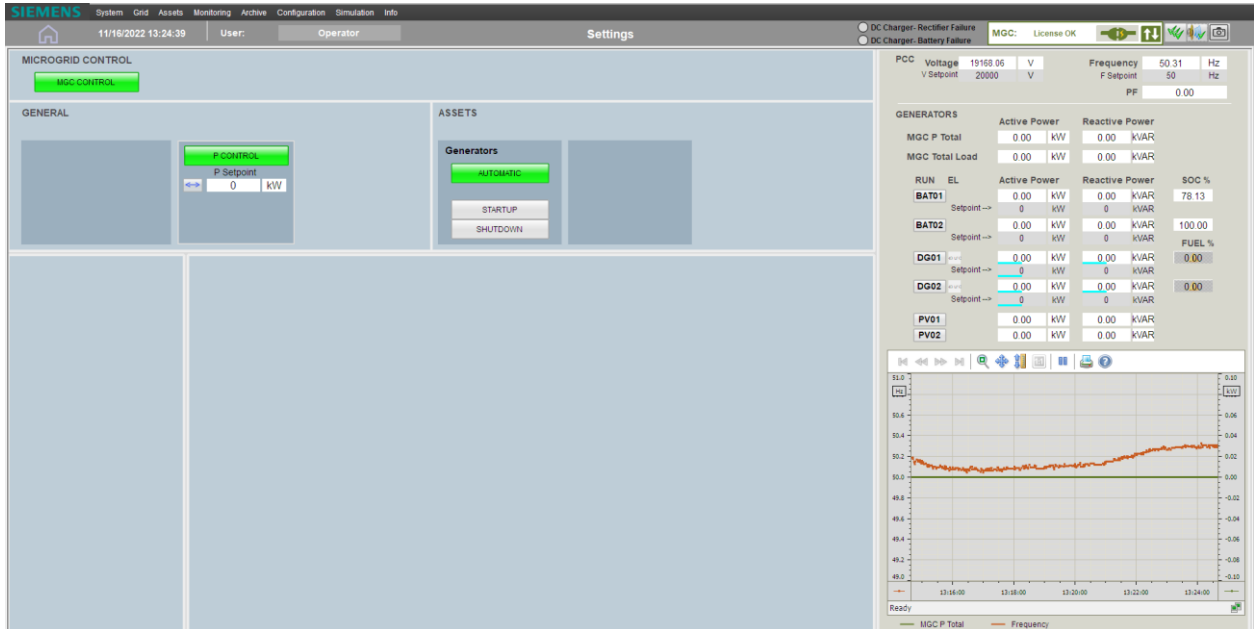 SIEMENS System Grid Assets Monitoring Archive Configuration Simulation Info
11/16/2022 13:24:39 User: Operator Settings
DC Charger- Rectifier Failure
DC Charger- Battery Failure
MGC: License OK
MICROGRID CONTROL
MGC CONTROL
GENERAL
P CONTROL
P Setpoint
0 kW
ASSETS
Generators
AUTOMATIC
STARTUP
SHUTDOWN
PCC Voltage 19168.06 V Frequency 50.31 Hz
V Setpoint 20000 V F Setpoint 50 Hz
PF 0.00
GENERATORS Active Power Reactive Power
MGC P Total 0.00 kW 0.00 kVAR
MGC Total Load 0.00 kW 0.00 kVAR
RUN EL Active Power Reactive Power SOC %
BAT01 0.00 kW 0.00 kVAR 78.13
Setpoint --> 0 kW 0 kVAR
BAT02 0.00 kW 0.00 kVAR 100.00
Setpoint --> 0 kW 0 kVAR FUEL %
DG01 0.00 kW 0.00 kVAR 0.00
Setpoint --> 0 kW 0 kVAR
DG02 0.00 kW 0.00 kVAR 0.00
Setpoint --> 0 kW 0 kVAR
PV01 0.00 kW 0.00 kVAR
PV02 0.00 kW 0.00 kVAR
51.0 0.10
Hz kW
50.6 0.06
50.4 0.04
50.2 0.02
50.0 0.00
49.8 -0.02
49.6 -0.04
49.4 -0.06
49.2 -0.08
49.0 -0.10
13:16:00 13:18:00 13:20:00 13:22:00 13:24:00
Ready
MGC P Total Frequency